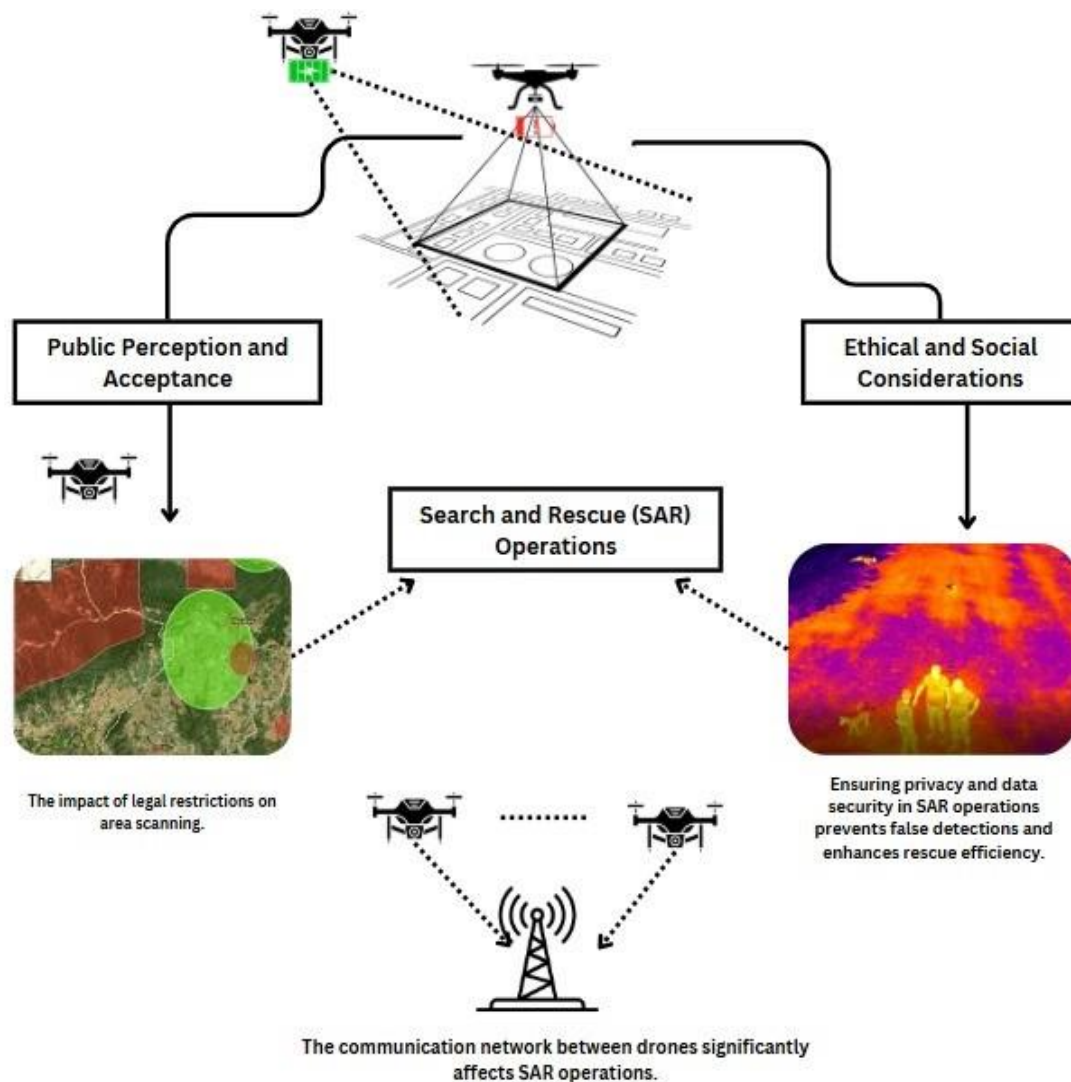 Public Perception and
Acceptance
Ethical and Social
Considerations
Search and Rescue (SAR)
Operations
The impact of legal restrictions on
area scanning.
Ensuring privacy and data
security in SAR operations
prevents false detections and
enhances rescue efficiency.
The communication network between drones significantly
affects SAR operations.